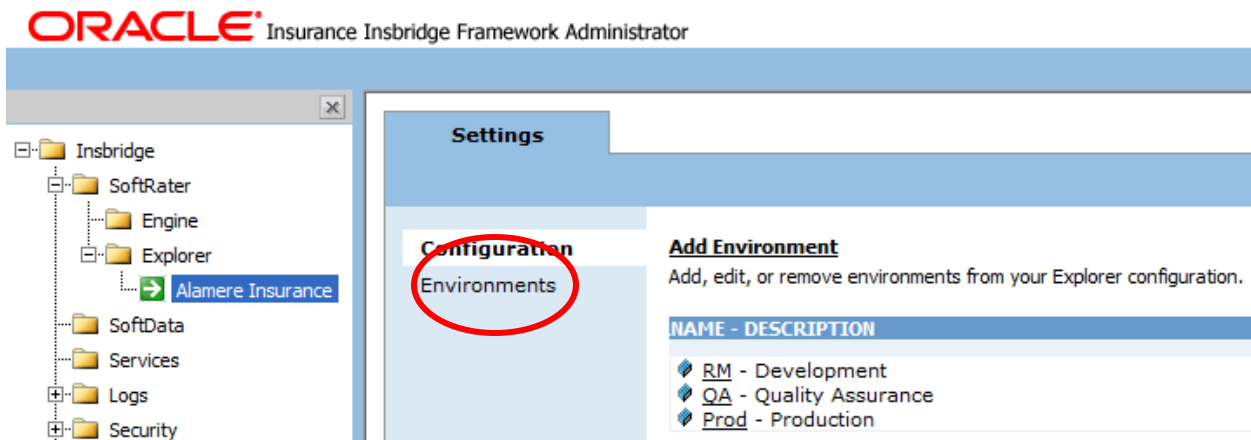 ORACLE Insurance Insbridge Framework Administrator
Insbridge
SoftRater
Engine
Explorer
Alamere Insurance
SoftData
Services
Logs
Security
Settings
Configuration
Environments
Add Environment
Add, edit, or remove environments from your Explorer configuration.
NAME - DESCRIPTION
RM - Development
QA - Quality Assurance
Prod - Production